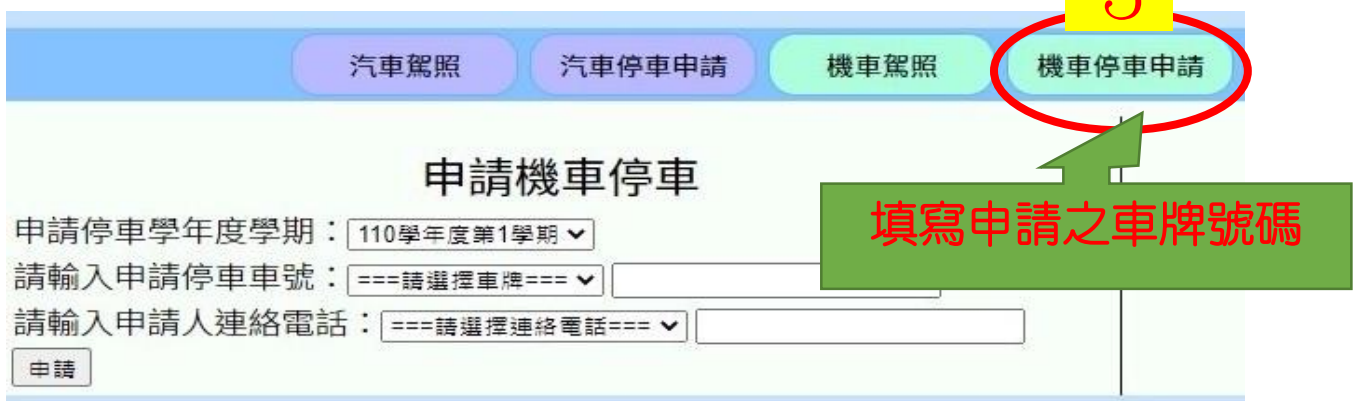 汽車駕照
汽車停車申請
機車駕照
機車停車申請
申請機車停車
填寫申請之車牌號碼
申請停車學年度學期：110學年度第1學期
請輸入申請停車車號：===請選擇車牌===
請輸入申請人連絡電話：===請選擇連絡電話===
申請